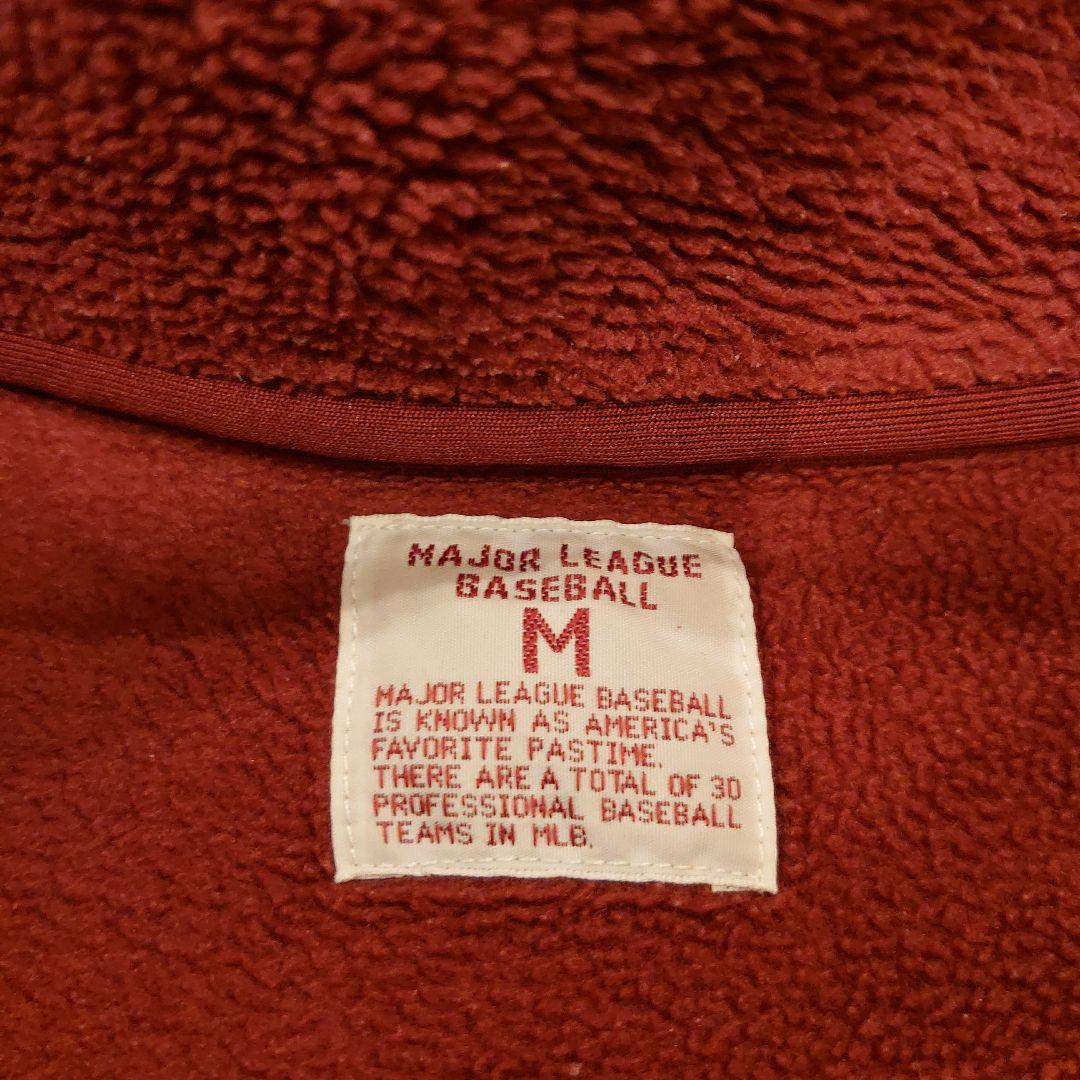 MAJOR LEAGUE
BASEBALL
M
MAJOR LEAGUE BASEBALL
IS KNOWN AS AMERICA'S
FAVORITE PASTIME.
THERE ARE A TOTAL OF 30
PROFESSIONAL BASEBALL
TEAMS IN MLB.